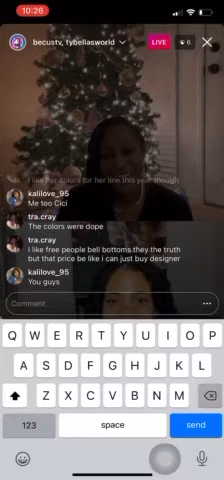 10:26
becustv, tybellasworld
LIVE
6
I like her colors for her line this year though
kalilove_95
Me too Cici
tra.cray
The colors were dope
tra.cray
I like free people bell bottoms they the truth
but that price be like i can just buy designer
kalilove_95
You guys
Comment
Q W E R T Y U I O P
A S D F G H J K L
Z X C V B N M
123 space send